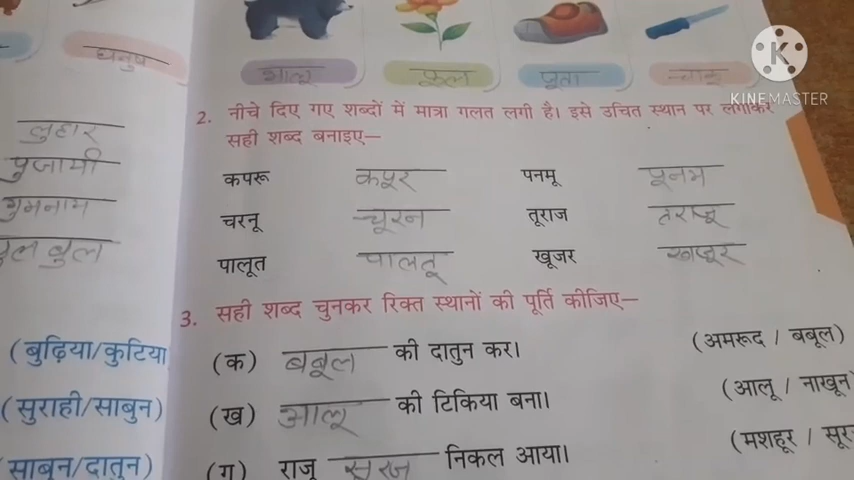 धनुष भालू फूल जूता चाकू
KINEMASTER
लुहार
पुजामी
गुमनाम
बुलबुल
2. नीचे दिए गए शब्दों में मात्रा गलत लगी है। इसे उचित स्थान पर लगाकर
सही शब्द बनाइए—
कपरू कपूर पनमू पूनम
चरनू चूरन तूराज तराजू
पालूत पालतू खूजर खजूर
3. सही शब्द चुनकर रिक्त स्थानों की पूर्ति कीजिए—
(बुढ़िया/कुटिया
(क) बबूल की दातुन कर। (अमरूद / बबूल)
(सुराही/साबुन)
(ख) आलू की टिकिया बना। (आलू / नाखून)
(साबुन/दातुन)
(ग) राजू सूरज निकल आया। (मशहूर / सूर